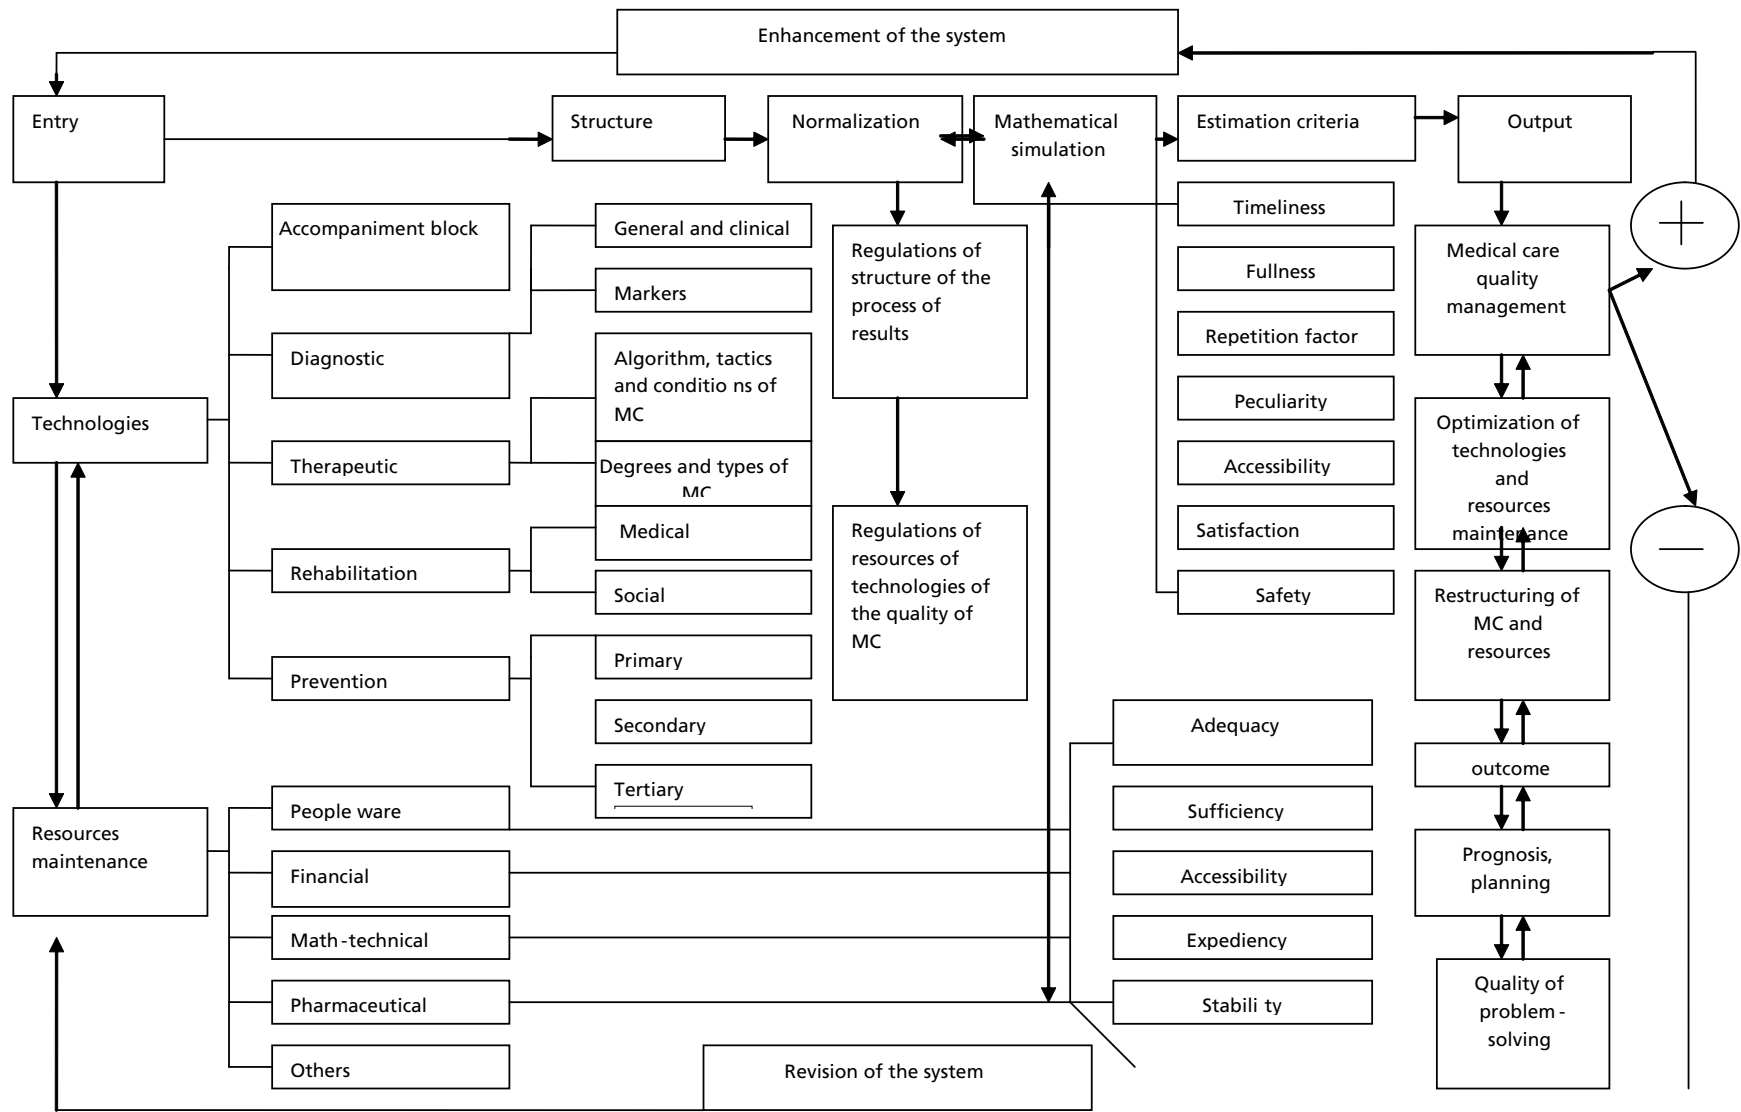 Enhancement of the system
Entry
Structure
Normalization
Mathematical
simulation
Estimation criteria
Output
Accompaniment block
Diagnostic
Technologies
Therapeutic
Rehabilitation
Prevention
General and clinical
Markers
Algorithm, tactics
and conditio ns of
MC
Degrees and types of
MC
Medical
Social
Primary
Secondary
Tertiary
Regulations of
structure of the
process of
results
Regulations of
resources of
technologies of
the quality of
MC
Timeliness
Fullness
Repetition factor
Peculiarity
Accessibility
Satisfaction
Safety
Medical care
quality
management
Optimization of
technologies
and
resources
maintenance
Restructuring of
MC and
resources
outcome
Prognosis,
planning
Quality of
problem -
solving
+
—
Resources
maintenance
People ware
Financial
Math -technical
Pharmaceutical
Others
Adequacy
Sufficiency
Accessibility
Expediency
Stabili ty
Revision of the system